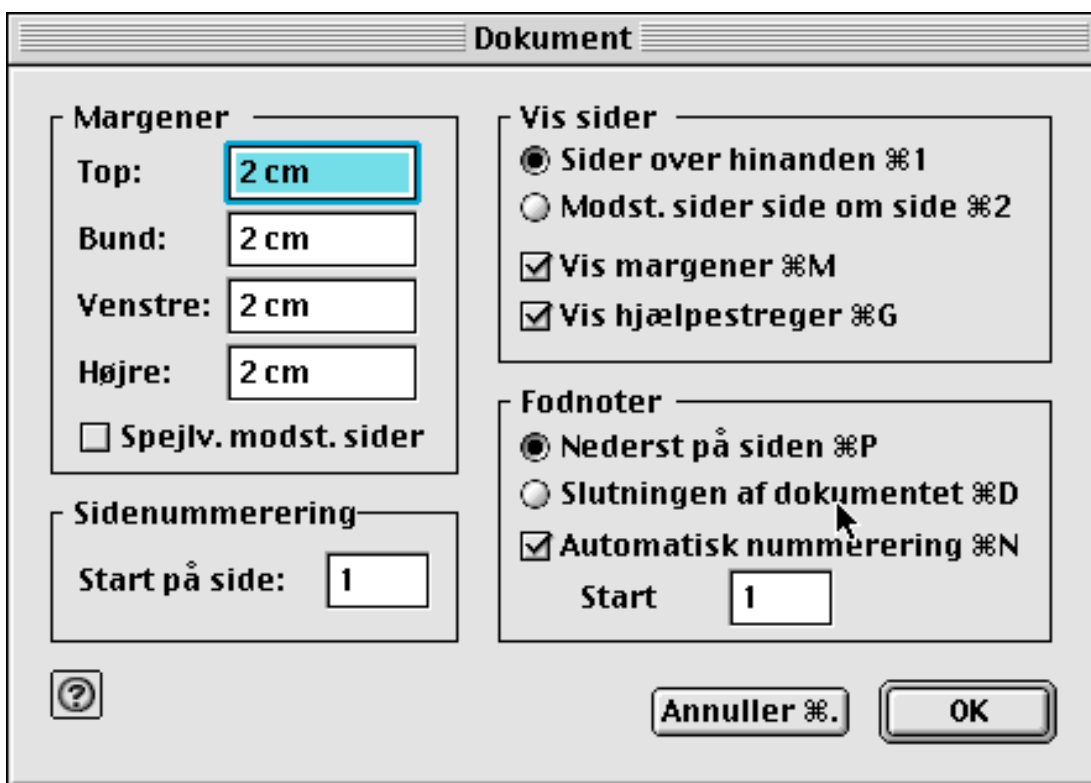 Dokument
Margener
Top: 2 cm
Bund: 2 cm
Venstre: 2 cm
Højre: 2 cm
Spejlv. modst. sider
Sidenummerering
Start på side: 1
Vis sider
Sider over hinanden ⌘1
Modst. sider side om side ⌘2
Vis margener ⌘M
Vis hjælpestreger ⌘G
Fodnoter
Nederst på siden ⌘P
Slutningen af dokumentet ⌘D
Automatisk nummerering ⌘N
Start 1
?
Annuller ⌘.
OK